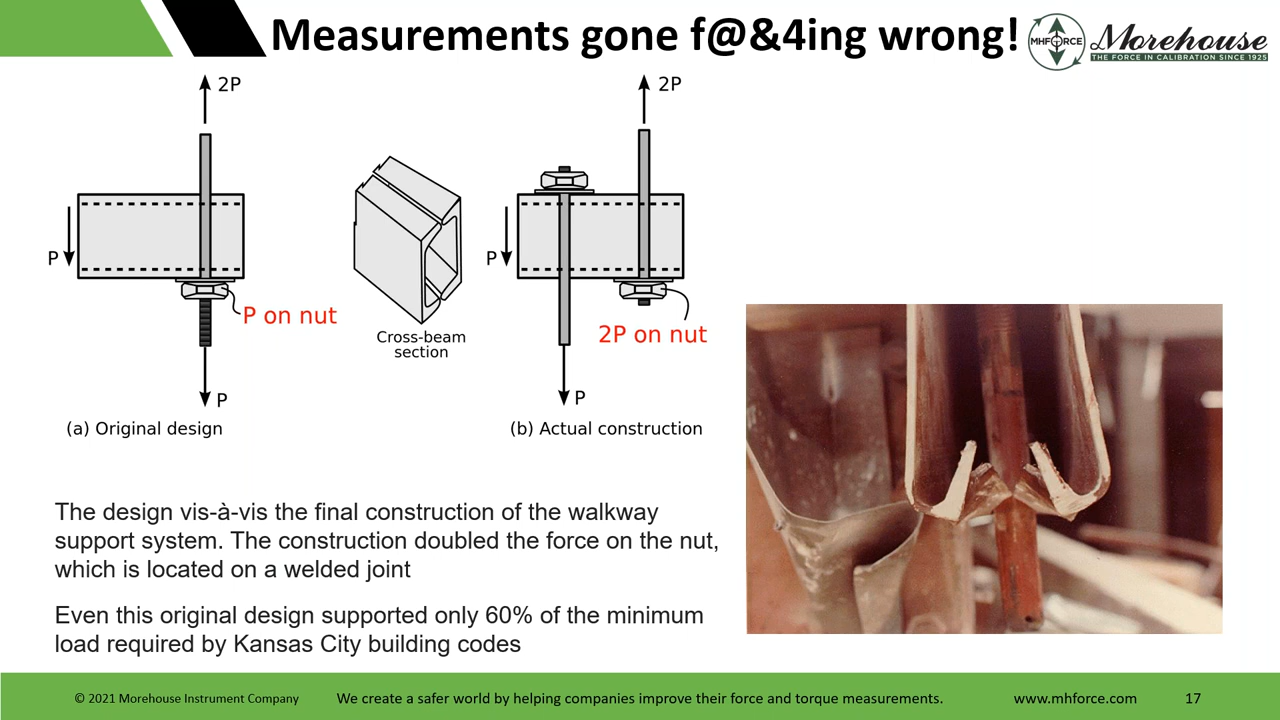 Measurements gone f@&4ing wrong!
MHFORCE
Morehouse
THE FORCE IN CALIBRATION SINCE 1925
2P
P
P on nut
P
(a) Original design
Cross-beam
section
2P
P
2P on nut
P
(b) Actual construction
The design vis-à-vis the final construction of the walkway
support system. The construction doubled the force on the nut,
which is located on a welded joint
Even this original design supported only 60% of the minimum
load required by Kansas City building codes
© 2021 Morehouse Instrument Company
We create a safer world by helping companies improve their force and torque measurements.
www.mhforce.com
17